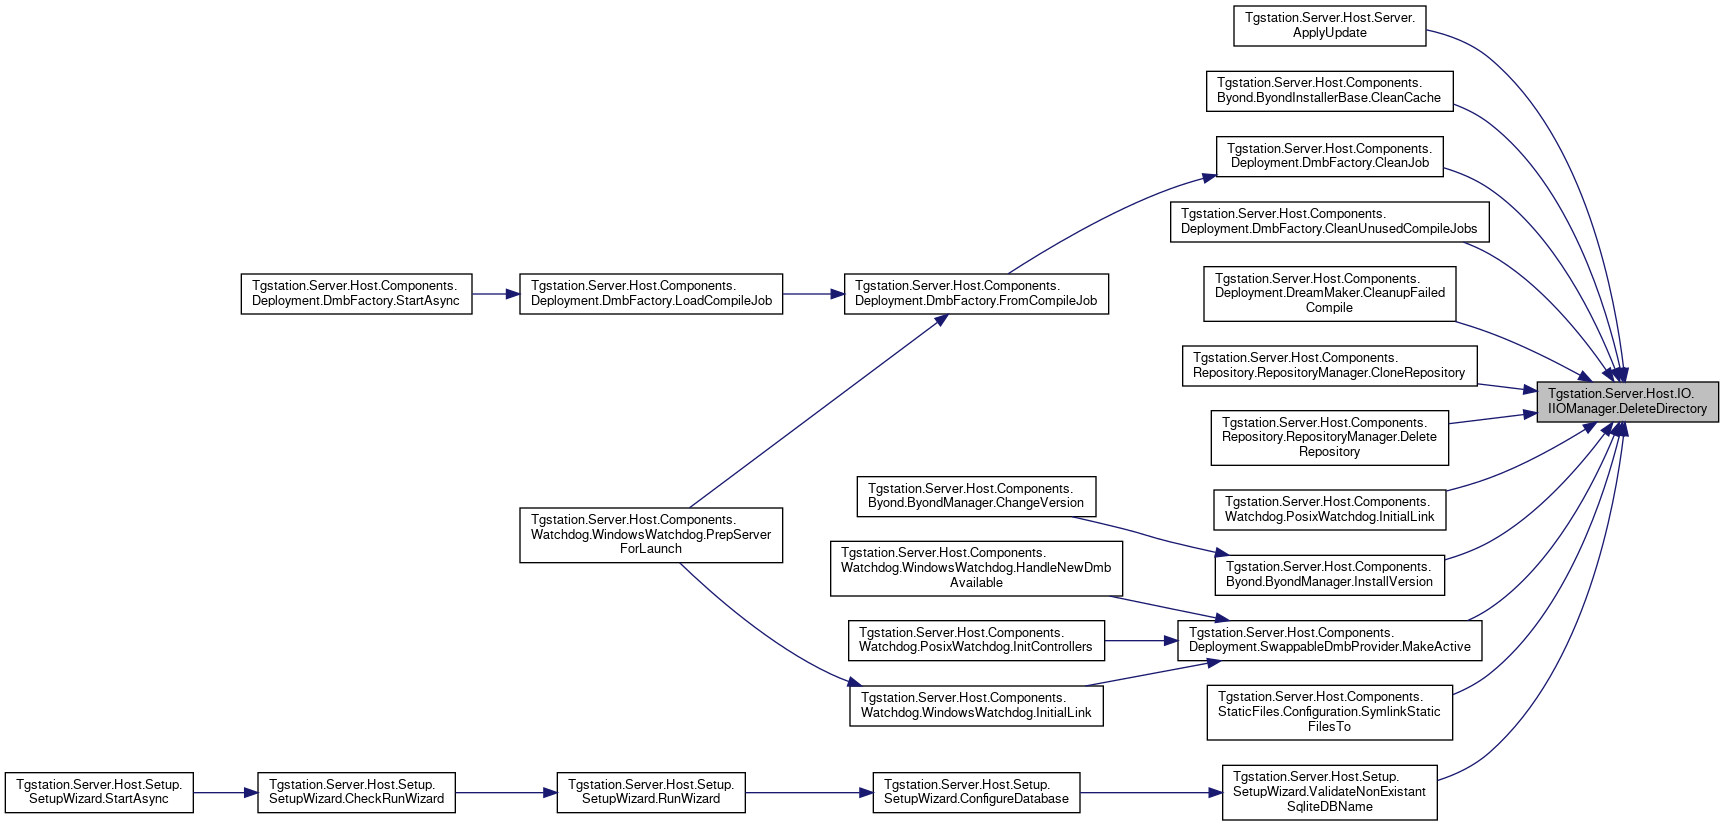 Tgstation.Server.Host.Server.
ApplyUpdate
Tgstation.Server.Host.Components.
Byond.ByondInstallerBase.CleanCache
Tgstation.Server.Host.Components.
Deployment.DmbFactory.CleanJob
Tgstation.Server.Host.Components.
Deployment.DmbFactory.CleanUnusedCompileJobs
Tgstation.Server.Host.Components.
Deployment.DmbFactory.StartAsync
Tgstation.Server.Host.Components.
Deployment.DmbFactory.LoadCompileJob
Tgstation.Server.Host.Components.
Deployment.DmbFactory.FromCompileJob
Tgstation.Server.Host.Components.
Deployment.DreamMaker.CleanupFailed
Compile
Tgstation.Server.Host.Components.
Repository.RepositoryManager.CloneRepository
Tgstation.Server.Host.IO.
IIOManager.DeleteDirectory
Tgstation.Server.Host.Components.
Repository.RepositoryManager.Delete
Repository
Tgstation.Server.Host.Components.
Byond.ByondManager.ChangeVersion
Tgstation.Server.Host.Components.
Watchdog.PosixWatchdog.InitialLink
Tgstation.Server.Host.Components.
Watchdog.WindowsWatchdog.PrepServer
ForLaunch
Tgstation.Server.Host.Components.
Watchdog.WindowsWatchdog.HandleNewDmb
Available
Tgstation.Server.Host.Components.
Byond.ByondManager.InstallVersion
Tgstation.Server.Host.Components.
Watchdog.PosixWatchdog.InitControllers
Tgstation.Server.Host.Components.
Deployment.SwappableDmbProvider.MakeActive
Tgstation.Server.Host.Components.
Watchdog.WindowsWatchdog.InitialLink
Tgstation.Server.Host.Components.
StaticFiles.Configuration.SymlinkStatic
FilesTo
Tgstation.Server.Host.Setup.
SetupWizard.StartAsync
Tgstation.Server.Host.Setup.
SetupWizard.CheckRunWizard
Tgstation.Server.Host.Setup.
SetupWizard.RunWizard
Tgstation.Server.Host.Setup.
SetupWizard.ConfigureDatabase
Tgstation.Server.Host.Setup.
SetupWizard.ValidateNonExistant
SqliteDBName